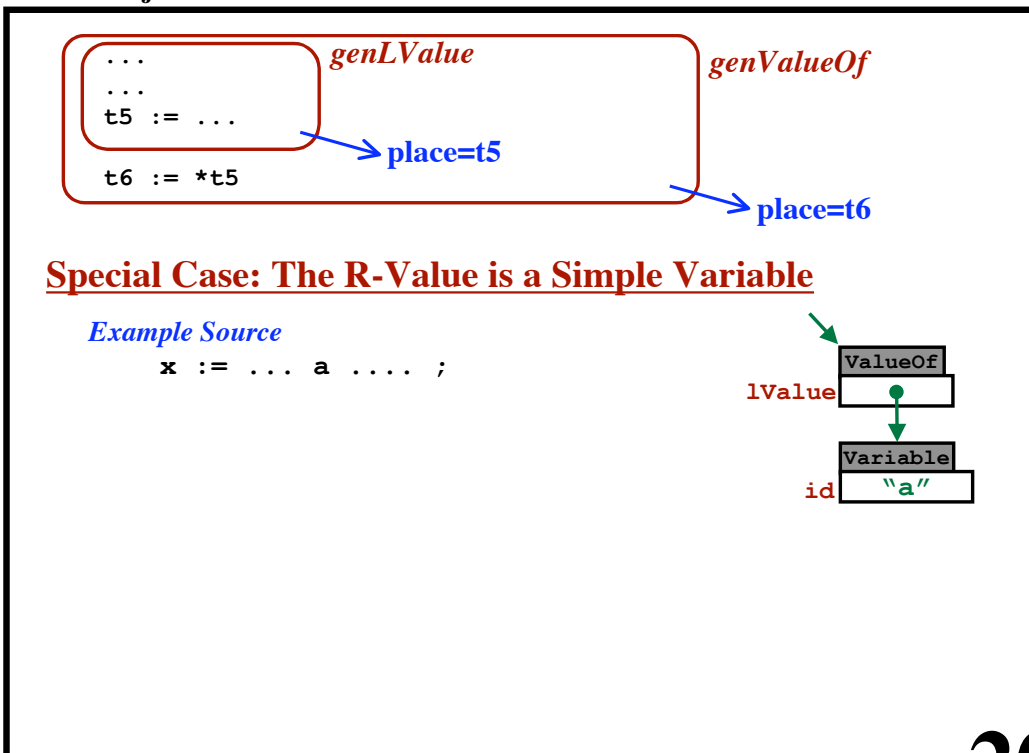 ...
genLValue
genValueOf
...
t5 := ...
place=t5
t6 := *t5
place=t6
Special Case: The R-Value is a Simple Variable
Example Source
x := ... a .... ;
ValueOf
lValue
Variable
id
“a”